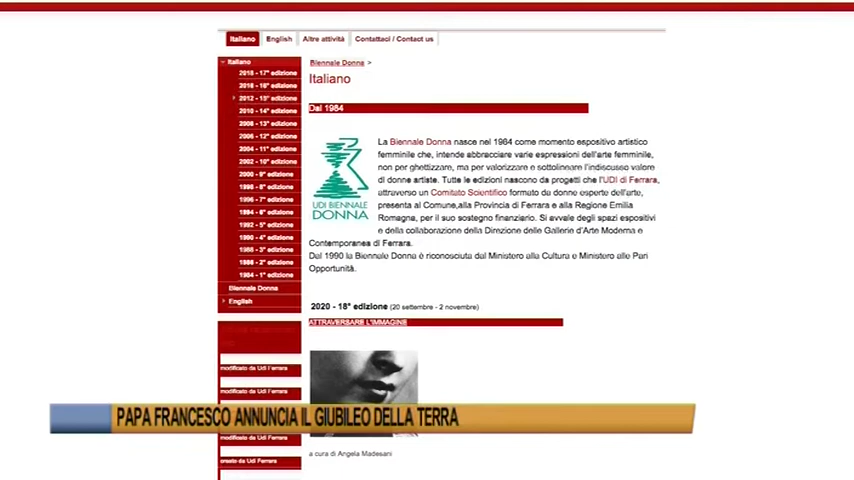 Italiano English Altre attività Contattaci / Contact us
Italiano
2018 - 17° edizione
2016 - 16° edizione
2012 - 15° edizione
2010 - 14° edizione
2008 - 13° edizione
2006 - 12° edizione
2004 - 11° edizione
2002 - 10° edizione
2000 - 9° edizione
1998 - 8° edizione
1996 - 7° edizione
1994 - 6° edizione
1992 - 5° edizione
1990 - 4° edizione
1988 - 3° edizione
1986 - 2° edizione
1984 - 1° edizione
Biennale Donna
English
modificato da Udi Ferrara
modificato da Udi Ferrara
modificato da Udi Ferrara
creato da Udi Ferrara
Biennale Donna >
Italiano
Dal 1984
UDI BIENNALE
DONNA
La Biennale Donna nasce nel 1984 come momento espositivo artistico
femminile che, intende abbracciare varie espressioni dell'arte femminile,
non per ghettizzare, ma per valorizzare e sottolineare l'indiscusso valore
di donne artiste. Tutte le edizioni nascono da progetti che l'UDI di Ferrara,
attraverso un Comitato Scientifico formato da donne esperte dell'arte,
presenta al Comune,alla Provincia di Ferrara e alla Regione Emilia
Romagna, per il suo sostegno finanziario. Si avvale degli spazi espositivi
e della collaborazione della Direzione delle Gallerie d'Arte Moderna e
Contemporanea di Ferrara.
Dal 1990 la Biennale Donna è riconosciuta dal Ministero alla Cultura e Ministero alle Pari
Opportunità.
2020 - 18° edizione (20 settembre - 2 novembre)
ATTRAVERSARE L'IMMAGINE
PAPA FRANCESCO ANNUNCIA IL GIUBILEO DELLA TERRA
a cura di Angela Madesani